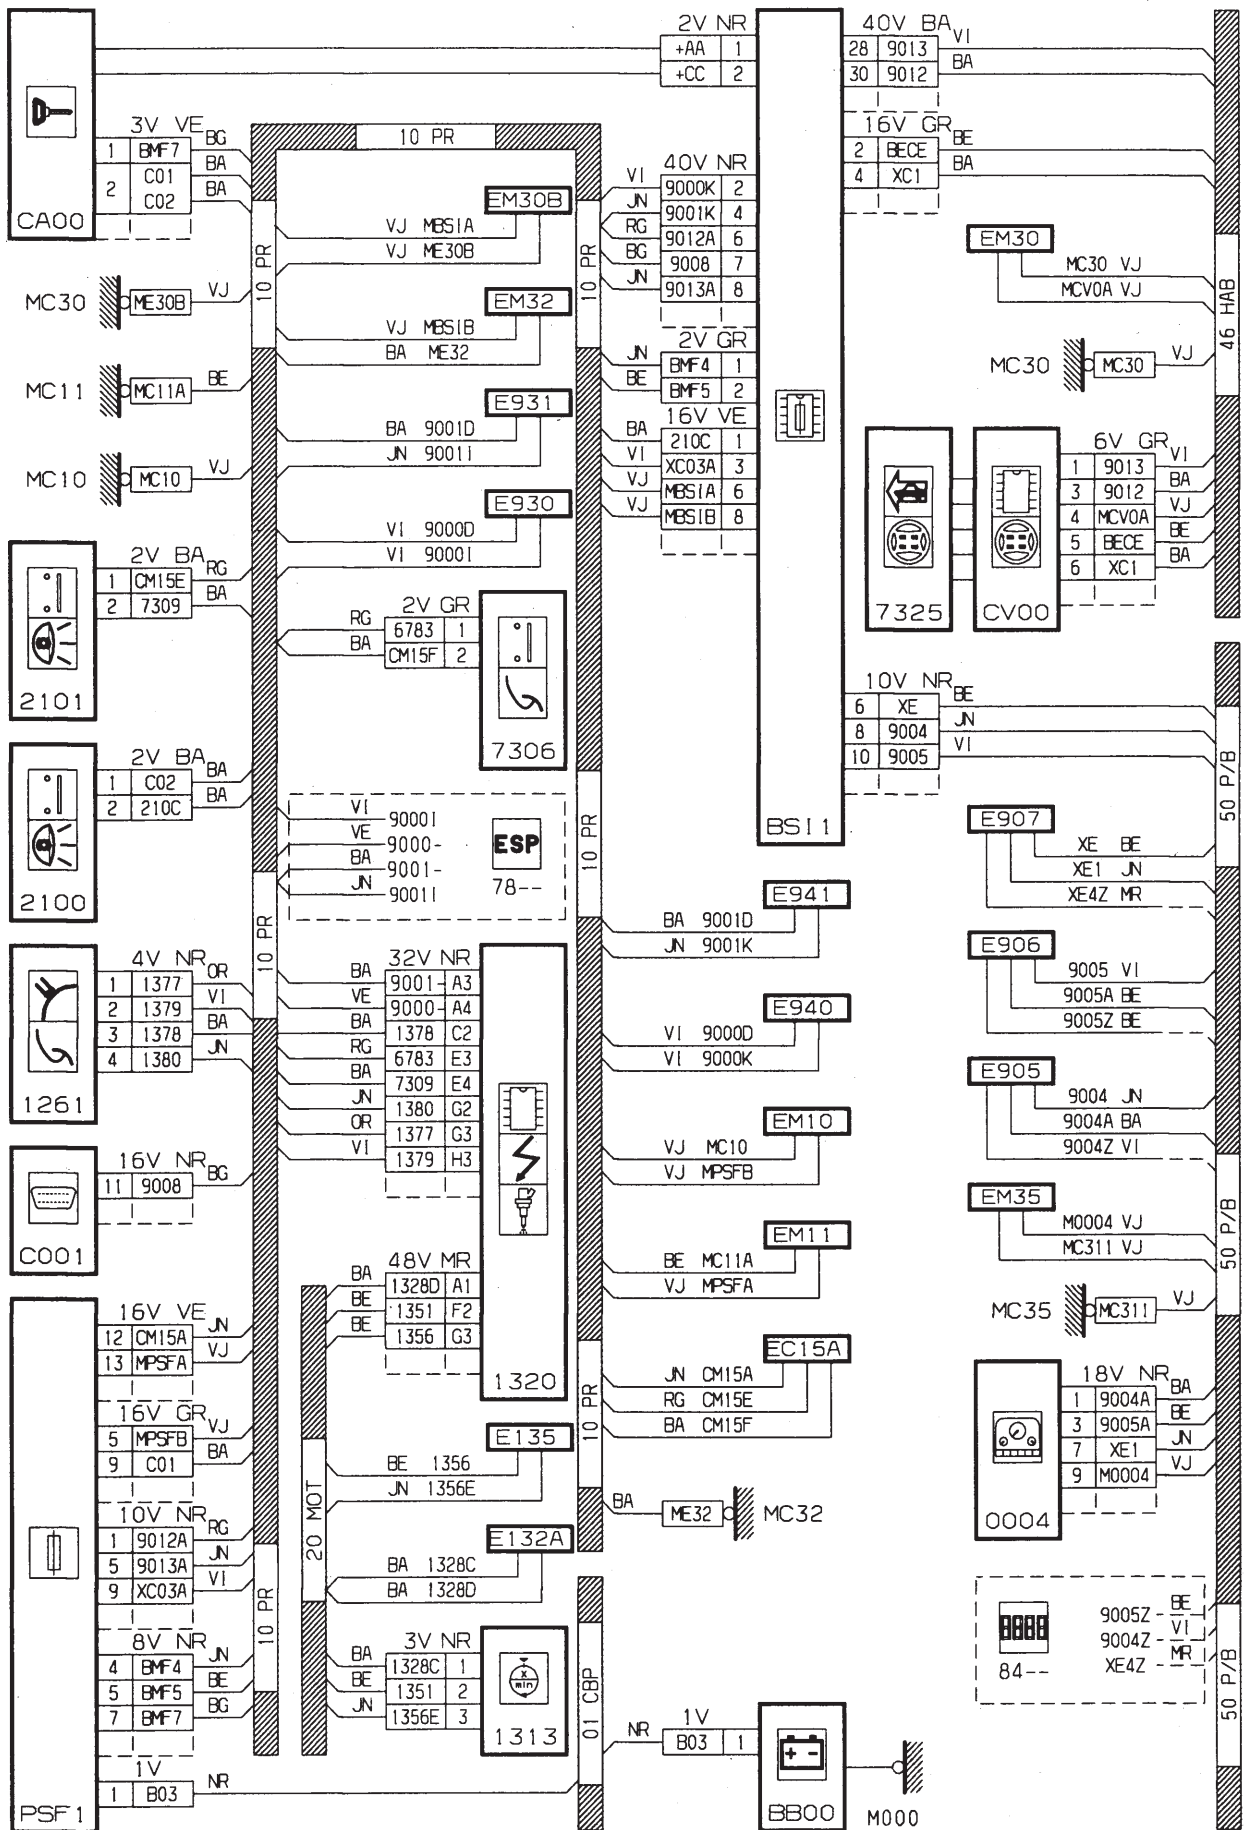 CA00
3V VE
1 BMF7 BG
2 C01 BA
C02 BA
MC30 ME30B VJ
MC11 MC11A BE
MC10 MC10 VJ
2101
2V BA
1 CM15E RG
2 7309 BA
2100
2V BA
1 C02 BA
2 210C BA
1261
4V NR
1 1377 OR
2 1379 VI
3 1378 BA
4 1380 JN
C001
16V NR
11 9008 BG
PSF1
16V VE
12 CM15A JN
13 MPSFA VJ
16V GR
5 MPSFB VJ
9 C01 BA
10V NR
1 9012A RG
5 9013A JN
9 XC03A VI
8V NR
4 BMF4 JN
5 BMF5 BE
7 BMF7 BG
1V
1 B03 NR
10 PR
10 PR
10 PR
10 PR
EM30B
VJ MBSIA
VJ ME30B
EM32
VJ MBSIB
BA ME32
E931
BA 9001D
JN 9001I
E930
VI 9000D
VI 9000I
2V GR
RG 6783 1
BA CM15F 2
7306
VI 9000I
VE 9000-
BA 9001-
JN 9001I
ESP
78--
32V NR
BA 9001- A3
VE 9000- A4
BA 1378 C2
RG 6783 E3
BA 7309 E4
JN 1380 G2
OR 1377 G3
VI 1379 H3
48V MR
BA 1328D A1
BE 1351 F2
BE 1356 G3
1320
20 MOT
E135
BE 1356
JN 1356E
E132A
BA 1328C
BA 1328D
3V NR
BA 1328C 1
BE 1351 2
JN 1356E 3
1313
10 PR
10 PR
10 PR
01 CBP
2V NR
+AA 1
+CC 2
40V NR
VI 9000K 2
JN 9001K 4
RG 9012A 6
BG 9008 7
JN 9013A 8
2V GR
JN BMF4 1
BE BMF5 2
16V VE
BA 210C 1
VI XC03A 3
VJ MBSIA 6
VJ MBSIB 8
BSI1
E941
BA 9001D
JN 9001K
E940
VI 9000D
VI 9000K
EM10
VJ MC10
VJ MPSFB
EM11
BE MC11A
VJ MPSFA
EC15A
JN CM15A
RG CM15E
BA CM15F
BA ME32 MC32
1V
NR B03 1
BB00
M000
40V BA
28 9013 VI
30 9012 BA
16V GR
2 BECE BE
4 XC1 BA
EM30
MC30 VJ
MCV0A VJ
MC30 MC30 VJ
46 HAB
7325
CV00
6V GR
1 9013 VI
3 9012 BA
4 MCV0A VJ
5 BECE BE
6 XC1 BA
10V NR
6 XE BE
8 9004 JN
10 9005 VI
50 P/B
E907
XE BE
XE1 JN
XE4Z MR
E906
9005 VI
9005A BE
9005Z BE
E905
9004 JN
9004A BA
9004Z VI
EM35
M0004 VJ
MC311 VJ
50 P/B
MC35 MC311 VJ
0004
18V NR
1 9004A BA
3 9005A BE
7 XE1 JN
9 M0004 VJ
84--
9005Z - BE
9004Z - VI
XE4Z - MR
50 P/B